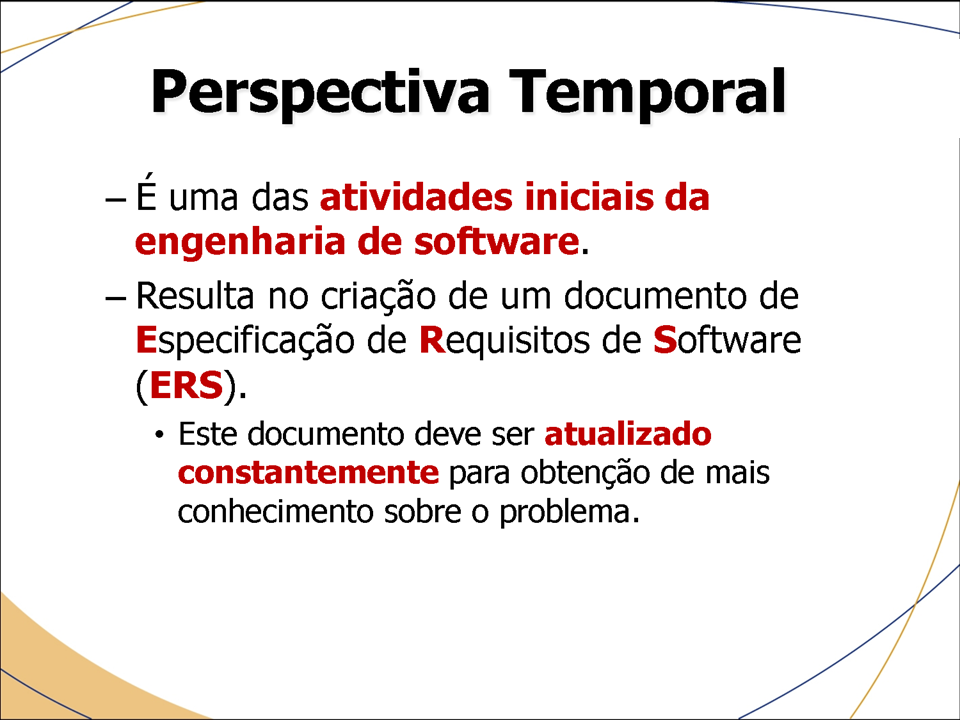 Perspectiva Temporal
– É uma das atividades iniciais da
engenharia de software.
– Resulta no criação de um documento de
Especificação de Requisitos de Software
(ERS).
• Este documento deve ser atualizado
constantemente para obtenção de mais
conhecimento sobre o problema.